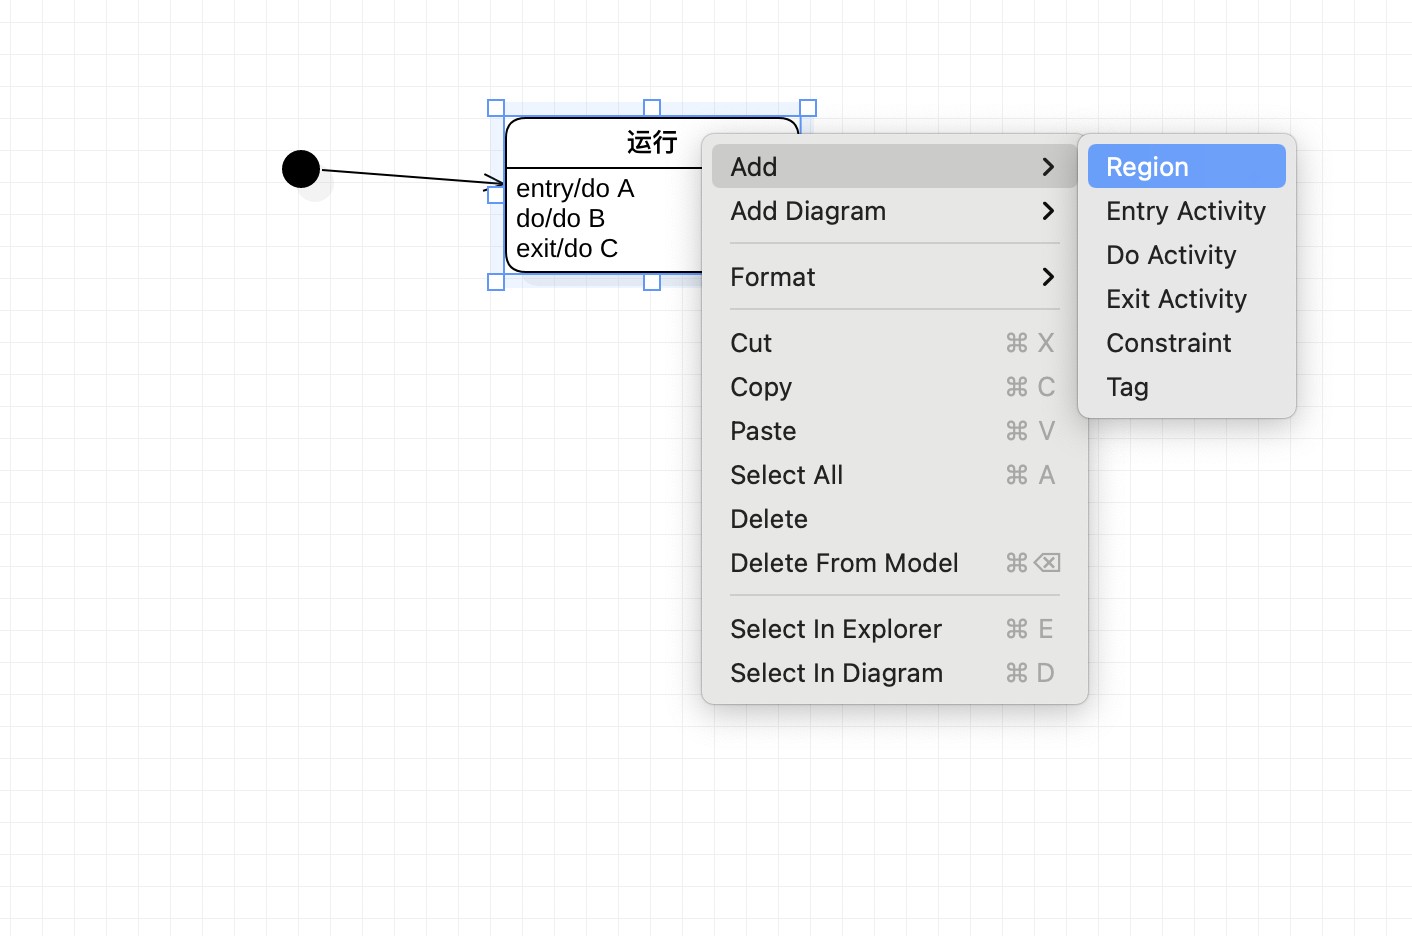 运行
entry/do A
do/do B
exit/do C
Add
Add Diagram
Format
Cut ⌘ X
Copy ⌘ C
Paste ⌘ V
Select All ⌘ A
Delete
Delete From Model ⌘⌫
Select In Explorer ⌘ E
Select In Diagram ⌘ D
Region
Entry Activity
Do Activity
Exit Activity
Constraint
Tag